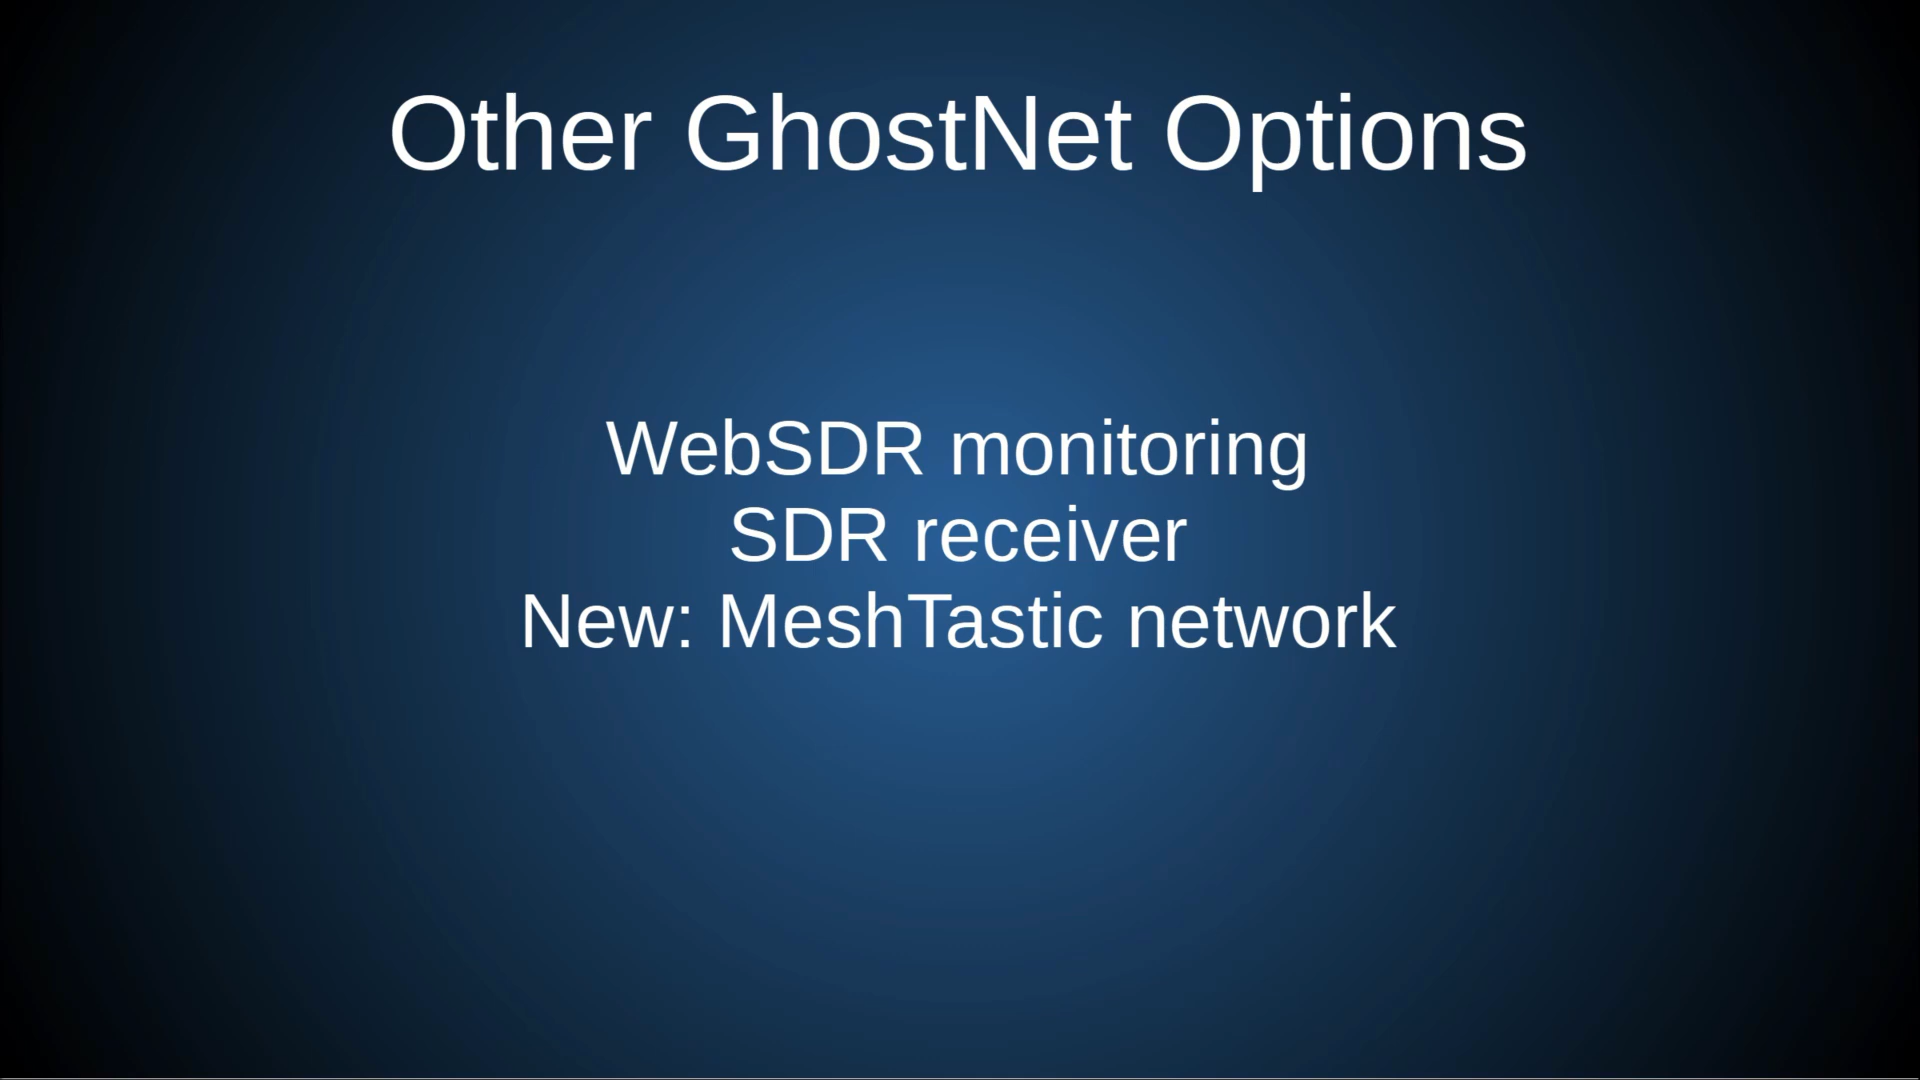 Other GhostNet Options
WebSDR monitoring
SDR receiver
New: MeshTastic network